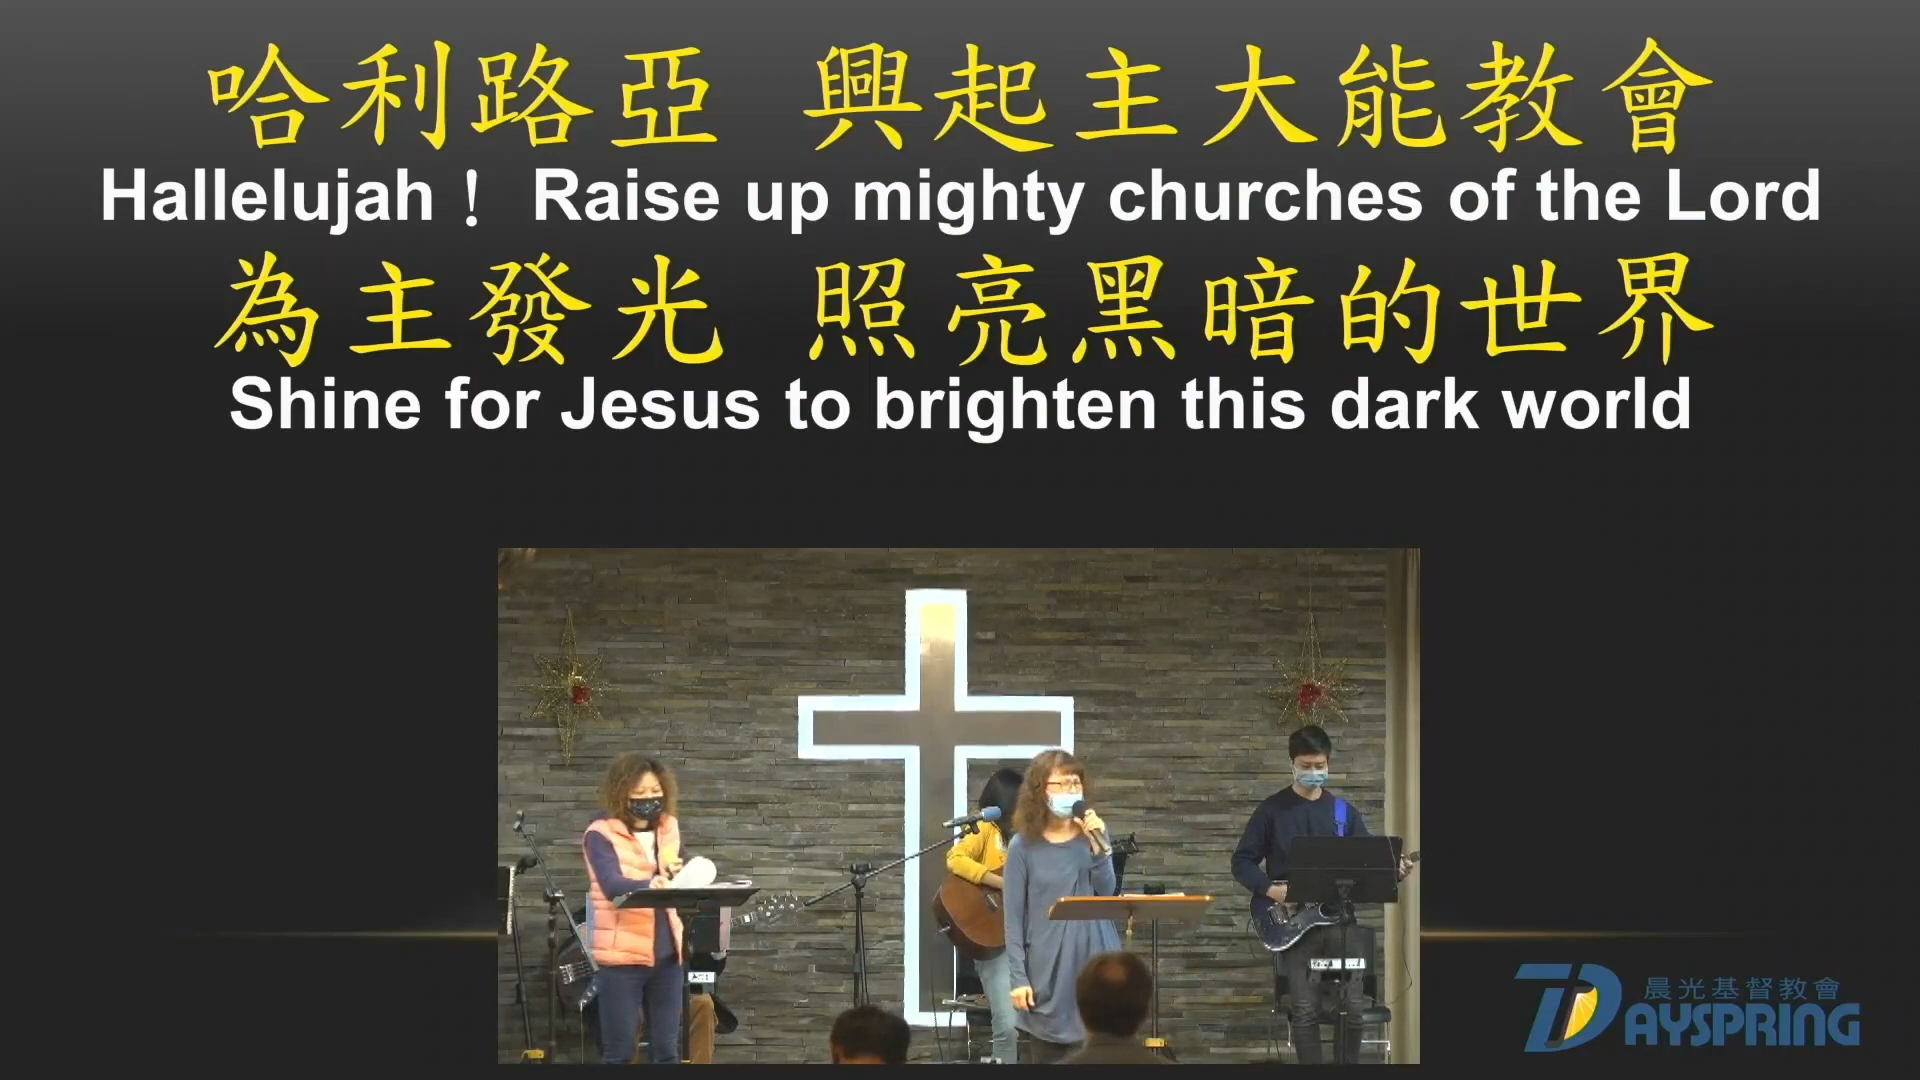 哈利路亞 興起主大能教會
Hallelujah！ Raise up mighty churches of the Lord
為主發光 照亮黑暗的世界
Shine for Jesus to brighten this dark world
晨光基督教會
DAYSPRING